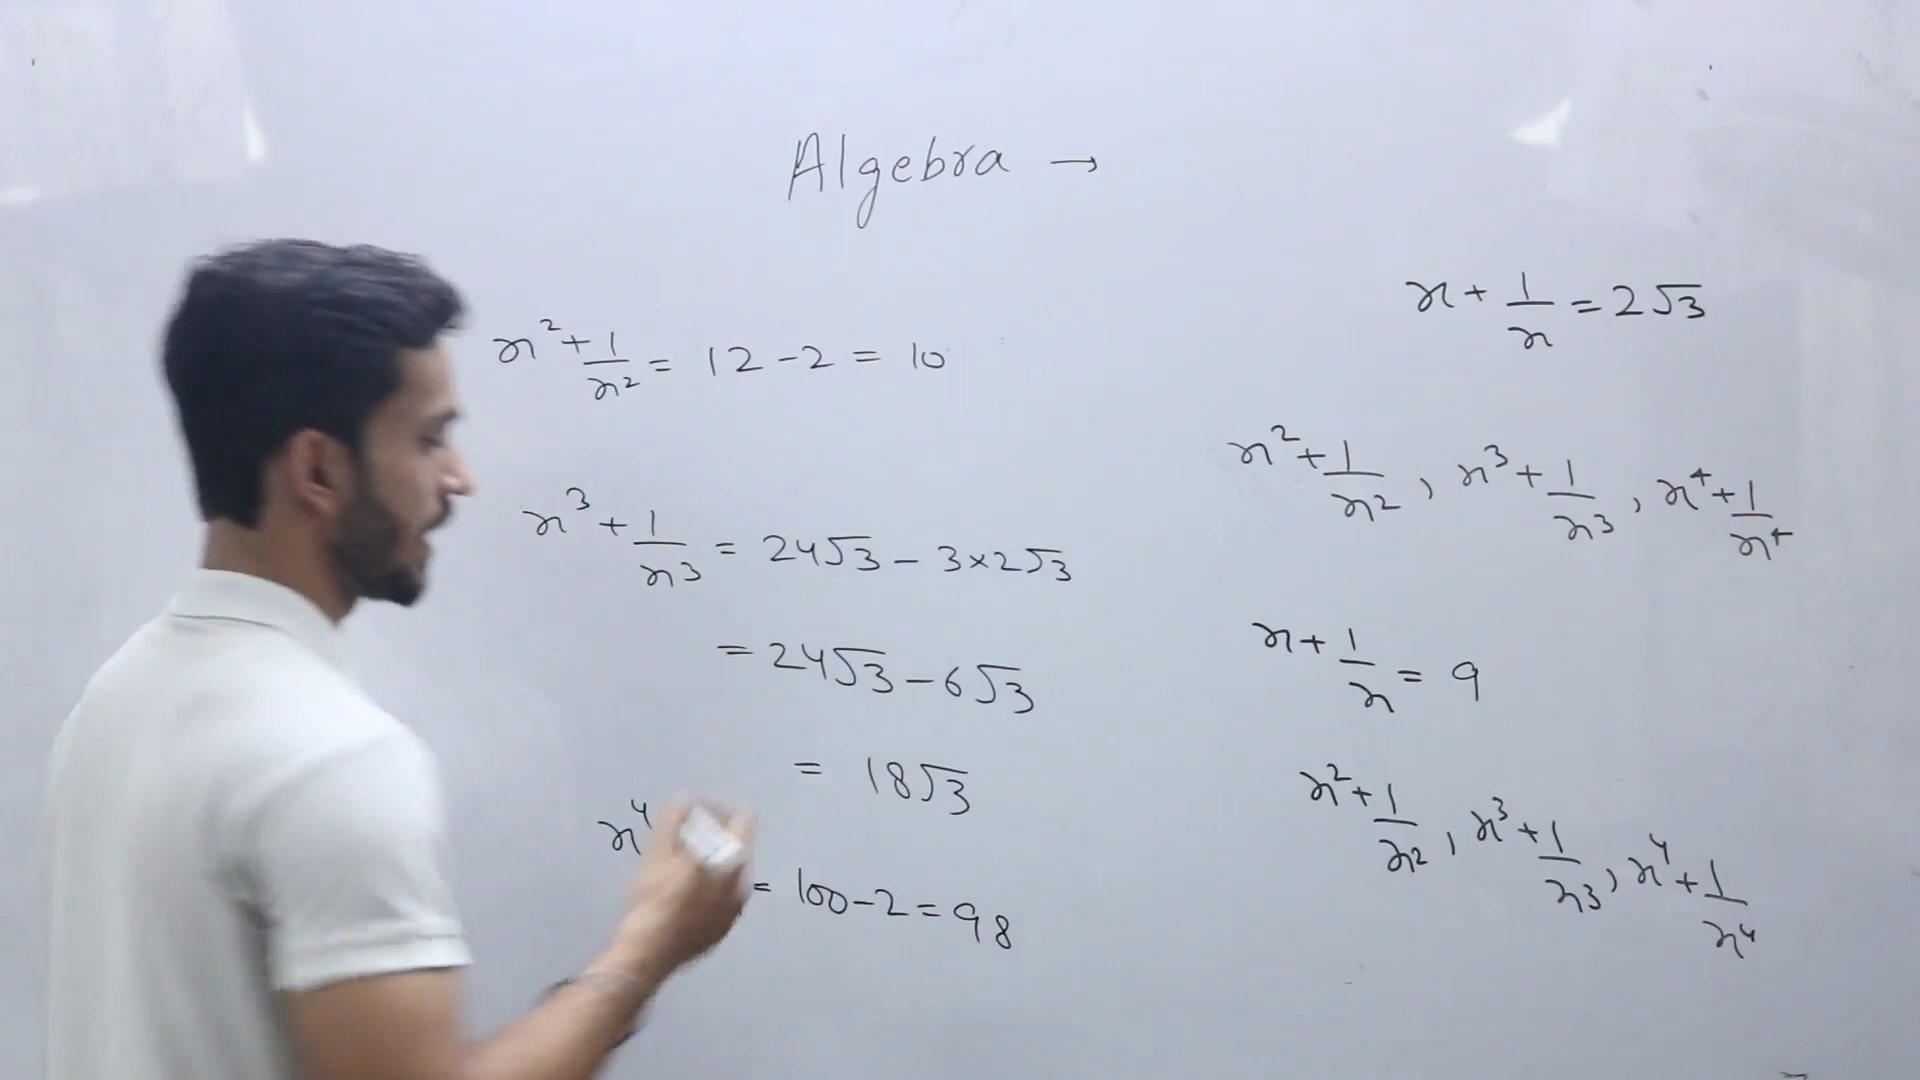 Algebra →
x² + 1/x² = 12 - 2 = 10
x³ + 1/x³ = 24√3 - 3×2√3
= 24√3 - 6√3
= 18√3
x⁴
= 100 - 2 = 98
x + 1/x = 2√3
x² + 1/x² , x³ + 1/x³ , x⁴ + 1/x⁴
x + 1/x = 9
x² + 1/x² , x³ + 1/x³ , x⁴ + 1/x⁴